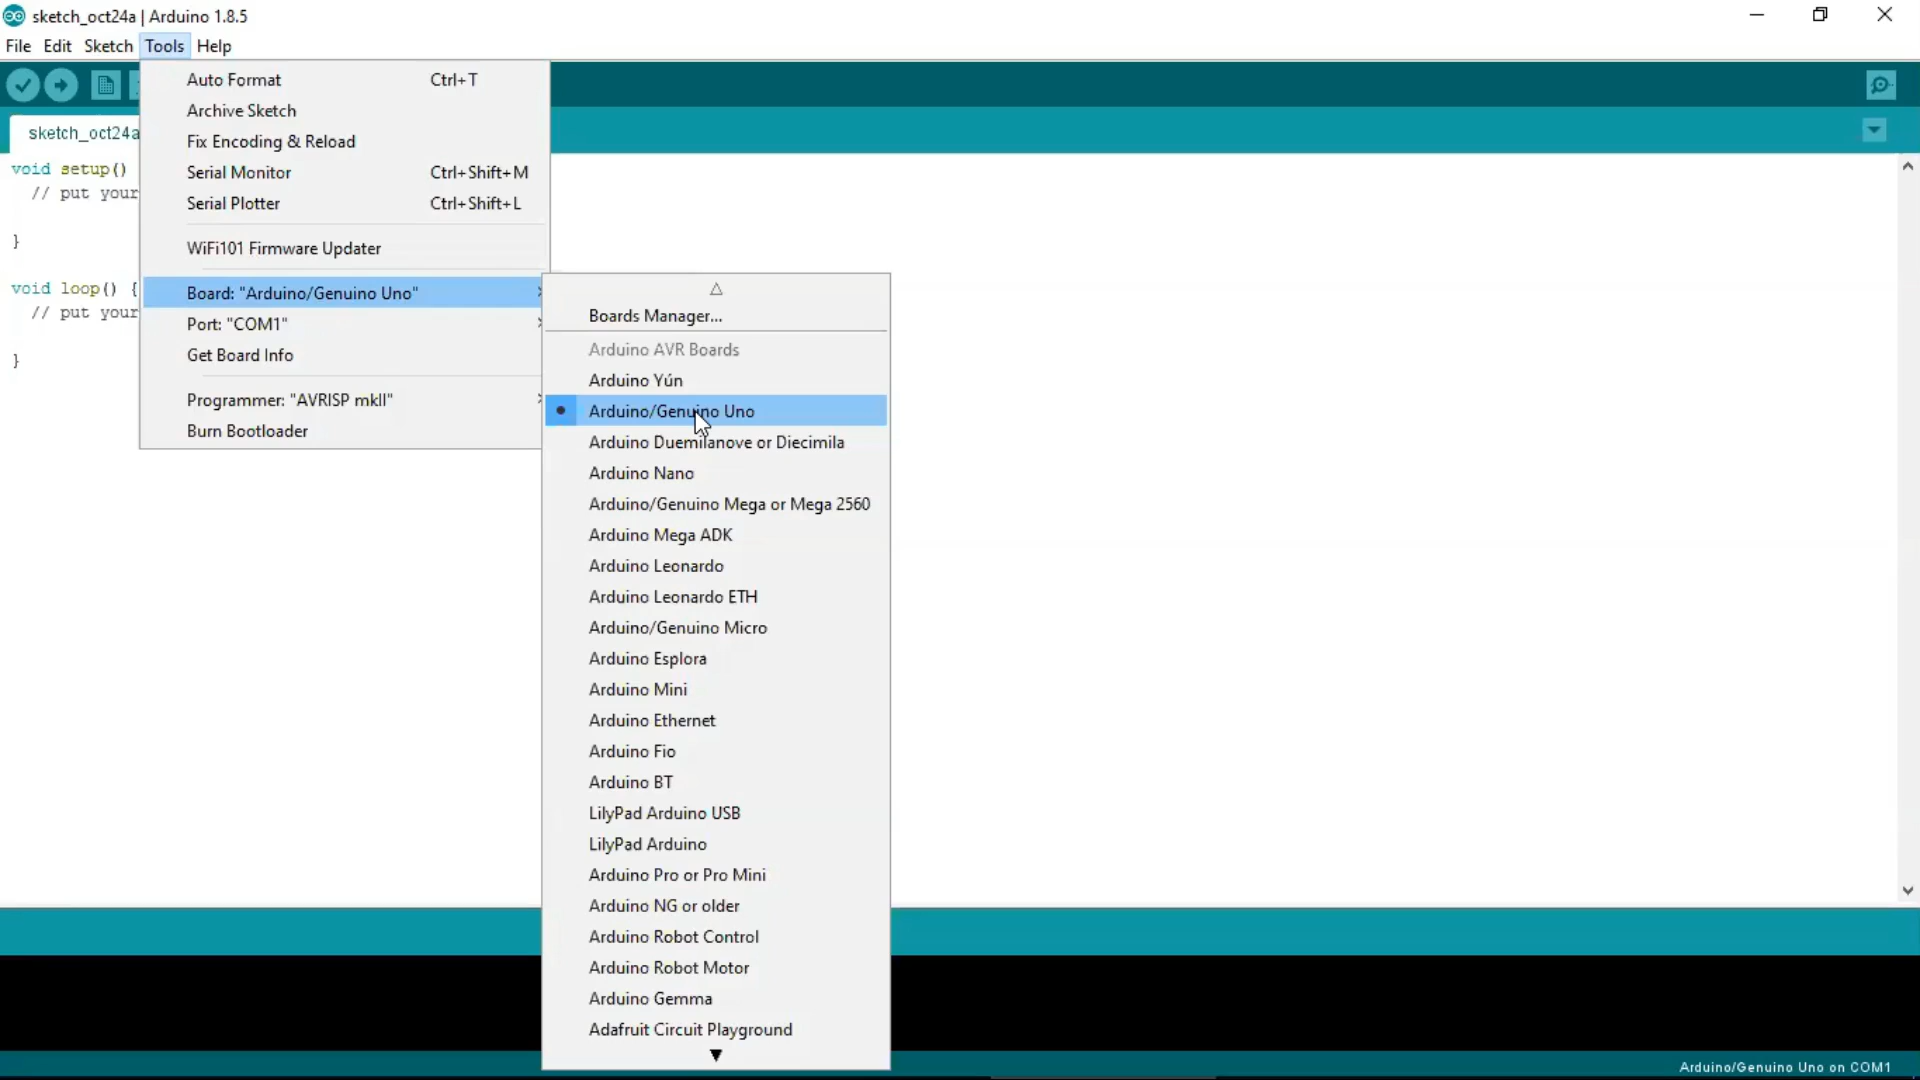 sketch_oct24a | Arduino 1.8.5
File Edit Sketch Tools Help
sketch_oct24a
void setup()
// put your
}
void loop() {
// put your
}
Auto Format Ctrl+T
Archive Sketch
Fix Encoding & Reload
Serial Monitor Ctrl+Shift+M
Serial Plotter Ctrl+Shift+L
WiFi101 Firmware Updater
Board: "Arduino/Genuino Uno"
Port: "COM1"
Get Board Info
Programmer: "AVRISP mkII"
Burn Bootloader
Boards Manager...
Arduino AVR Boards
Arduino Yún
Arduino/Genuino Uno
Arduino Duemilanove or Diecimila
Arduino Nano
Arduino/Genuino Mega or Mega 2560
Arduino Mega ADK
Arduino Leonardo
Arduino Leonardo ETH
Arduino/Genuino Micro
Arduino Esplora
Arduino Mini
Arduino Ethernet
Arduino Fio
Arduino BT
LilyPad Arduino USB
LilyPad Arduino
Arduino Pro or Pro Mini
Arduino NG or older
Arduino Robot Control
Arduino Robot Motor
Arduino Gemma
Adafruit Circuit Playground
Arduino/Genuino Uno on COM1